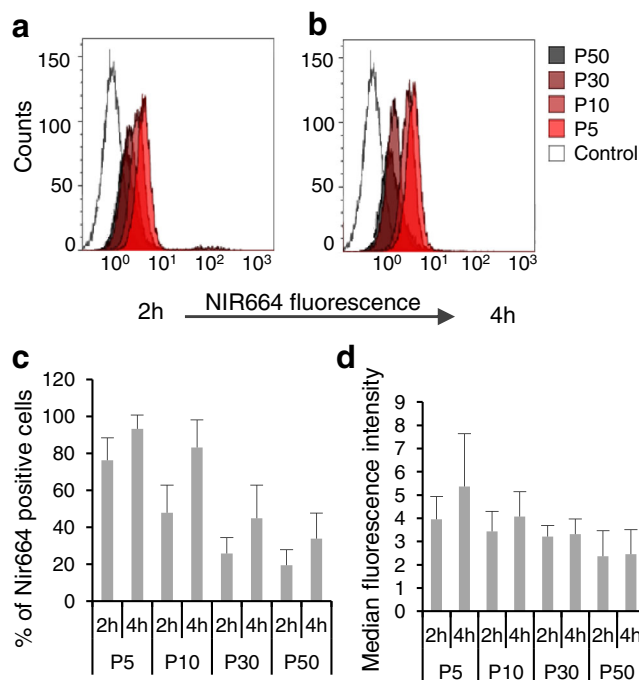 a
b
Counts
150
100
50
0
10⁰ 10¹ 10² 10³
150
100
50
0
10⁰ 10¹ 10² 10³
P50
P30
P10
P5
Control
2h NIR664 fluorescence 4h
c
% of Nir664 positive cells
120
100
80
60
40
20
0
2h 4h 2h 4h 2h 4h 2h 4h
P5 P10 P30 P50
d
Median fluorescence intensity
9
8
7
6
5
4
3
2
1
0
2h 4h 2h 4h 2h 4h 2h 4h
P5 P10 P30 P50